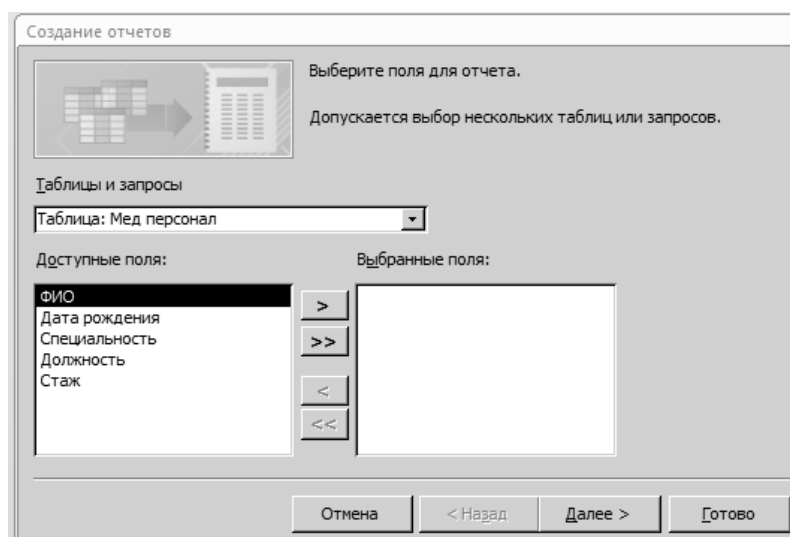 Создание отчетов
Выберите поля для отчета.
Допускается выбор нескольких таблиц или запросов.
Таблицы и запросы
Таблица: Мед персонал
Доступные поля:
Выбранные поля:
ФИО
Дата рождения
Специальность
Должность
Стаж
>
>>
<
<<
Отмена
< Назад
Далее >
Готово